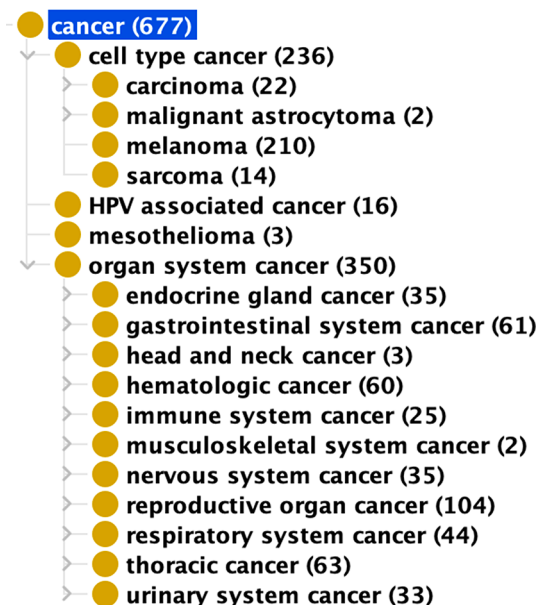 cancer (677)
cell type cancer (236)
carcinoma (22)
malignant astrocytoma (2)
melanoma (210)
sarcoma (14)
HPV associated cancer (16)
mesothelioma (3)
organ system cancer (350)
endocrine gland cancer (35)
gastrointestinal system cancer (61)
head and neck cancer (3)
hematologic cancer (60)
immune system cancer (25)
musculoskeletal system cancer (2)
nervous system cancer (35)
reproductive organ cancer (104)
respiratory system cancer (44)
thoracic cancer (63)
urinary system cancer (33)